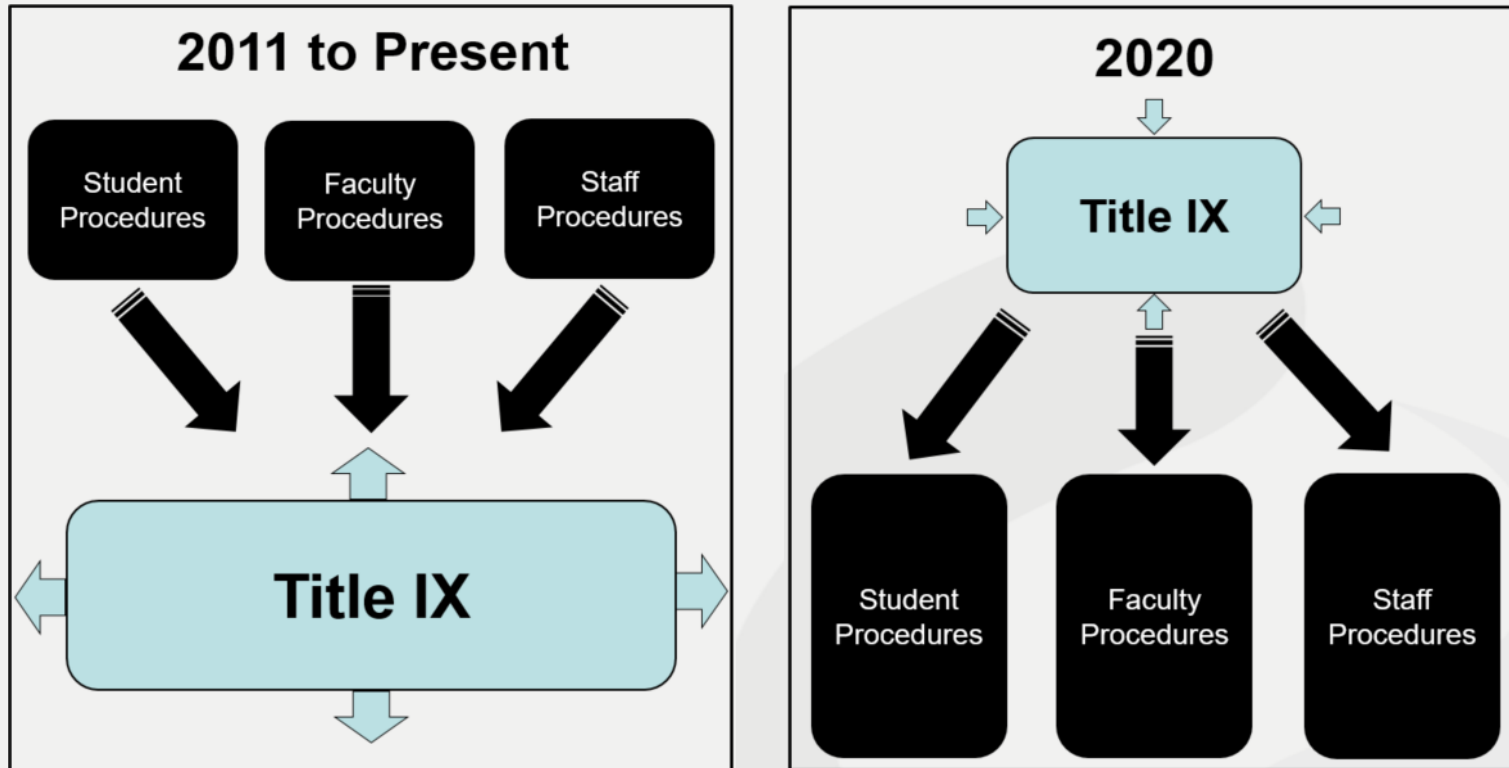 2011 to Present
Student
Procedures
Faculty
Procedures
Staff
Procedures
Title IX
2020
Title IX
Student
Procedures
Faculty
Procedures
Staff
Procedures